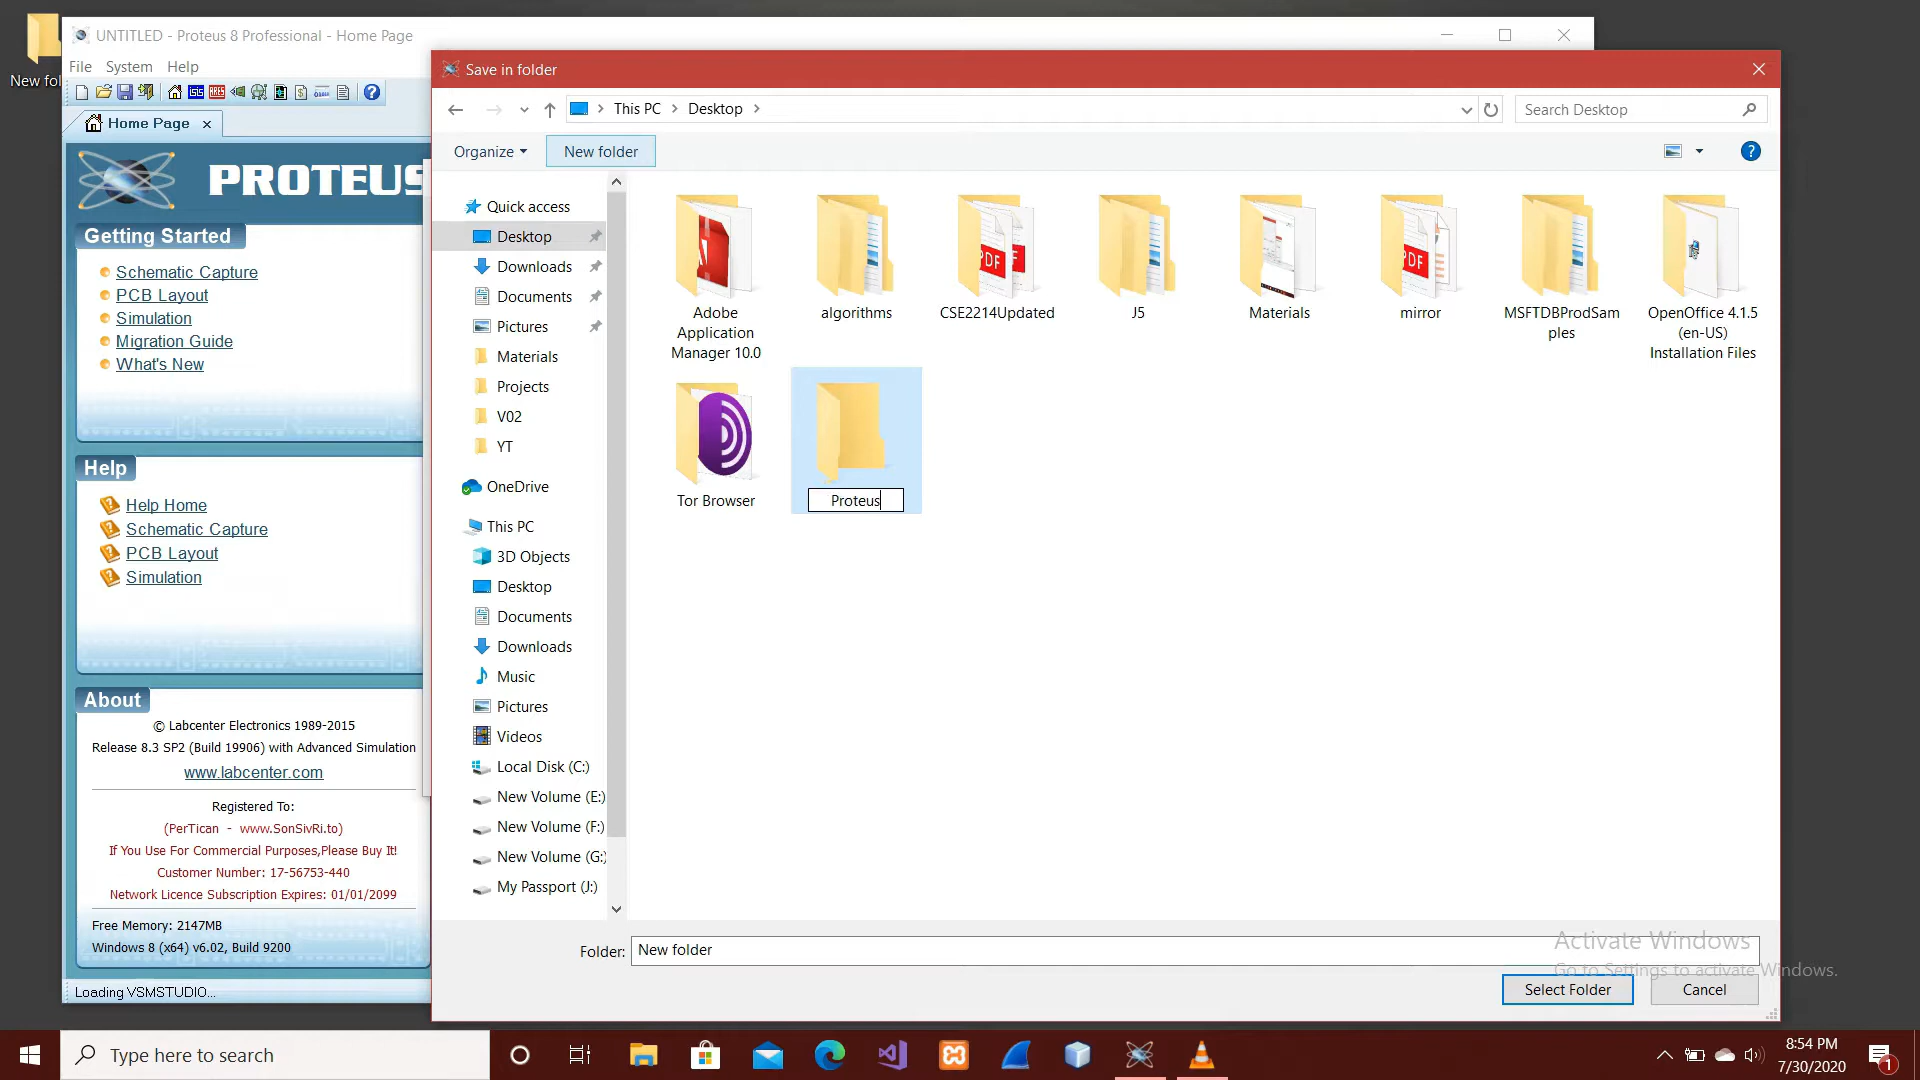 New fol
UNTITLED - Proteus 8 Professional - Home Page
File System Help
Home Page
PROTEUS
Getting Started
Schematic Capture
PCB Layout
Simulation
Migration Guide
What's New
Help
Help Home
Schematic Capture
PCB Layout
Simulation
About
© Labcenter Electronics 1989-2015
Release 8.3 SP2 (Build 19906) with Advanced Simulation
www.labcenter.com
Registered To:
(PerTican - www.SonSivRi.to)
If You Use For Commercial Purposes,Please Buy It!
Customer Number: 17-56753-440
Network Licence Subscription Expires: 01/01/2099
Free Memory: 2147MB
Windows 8 (x64) v6.02, Build 9200
Loading VSMSTUDIO...
Save in folder
This PC Desktop
Search Desktop
Organize New folder
Quick access
Desktop
Downloads
Documents
Pictures
Materials
Projects
V02
YT
OneDrive
This PC
3D Objects
Desktop
Documents
Downloads
Music
Pictures
Videos
Local Disk (C:)
New Volume (E:)
New Volume (F:)
New Volume (G:)
My Passport (J:)
Adobe
Application
Manager 10.0
algorithms
CSE2214Updated
J5
Materials
mirror
MSFTDBProdSam
ples
OpenOffice 4.1.5
(en-US)
Installation Files
Tor Browser
Proteus
Folder: New folder
Activate Windows
Go to Settings to activate Windows.
Select Folder Cancel
Type here to search
8:54 PM
7/30/2020
1